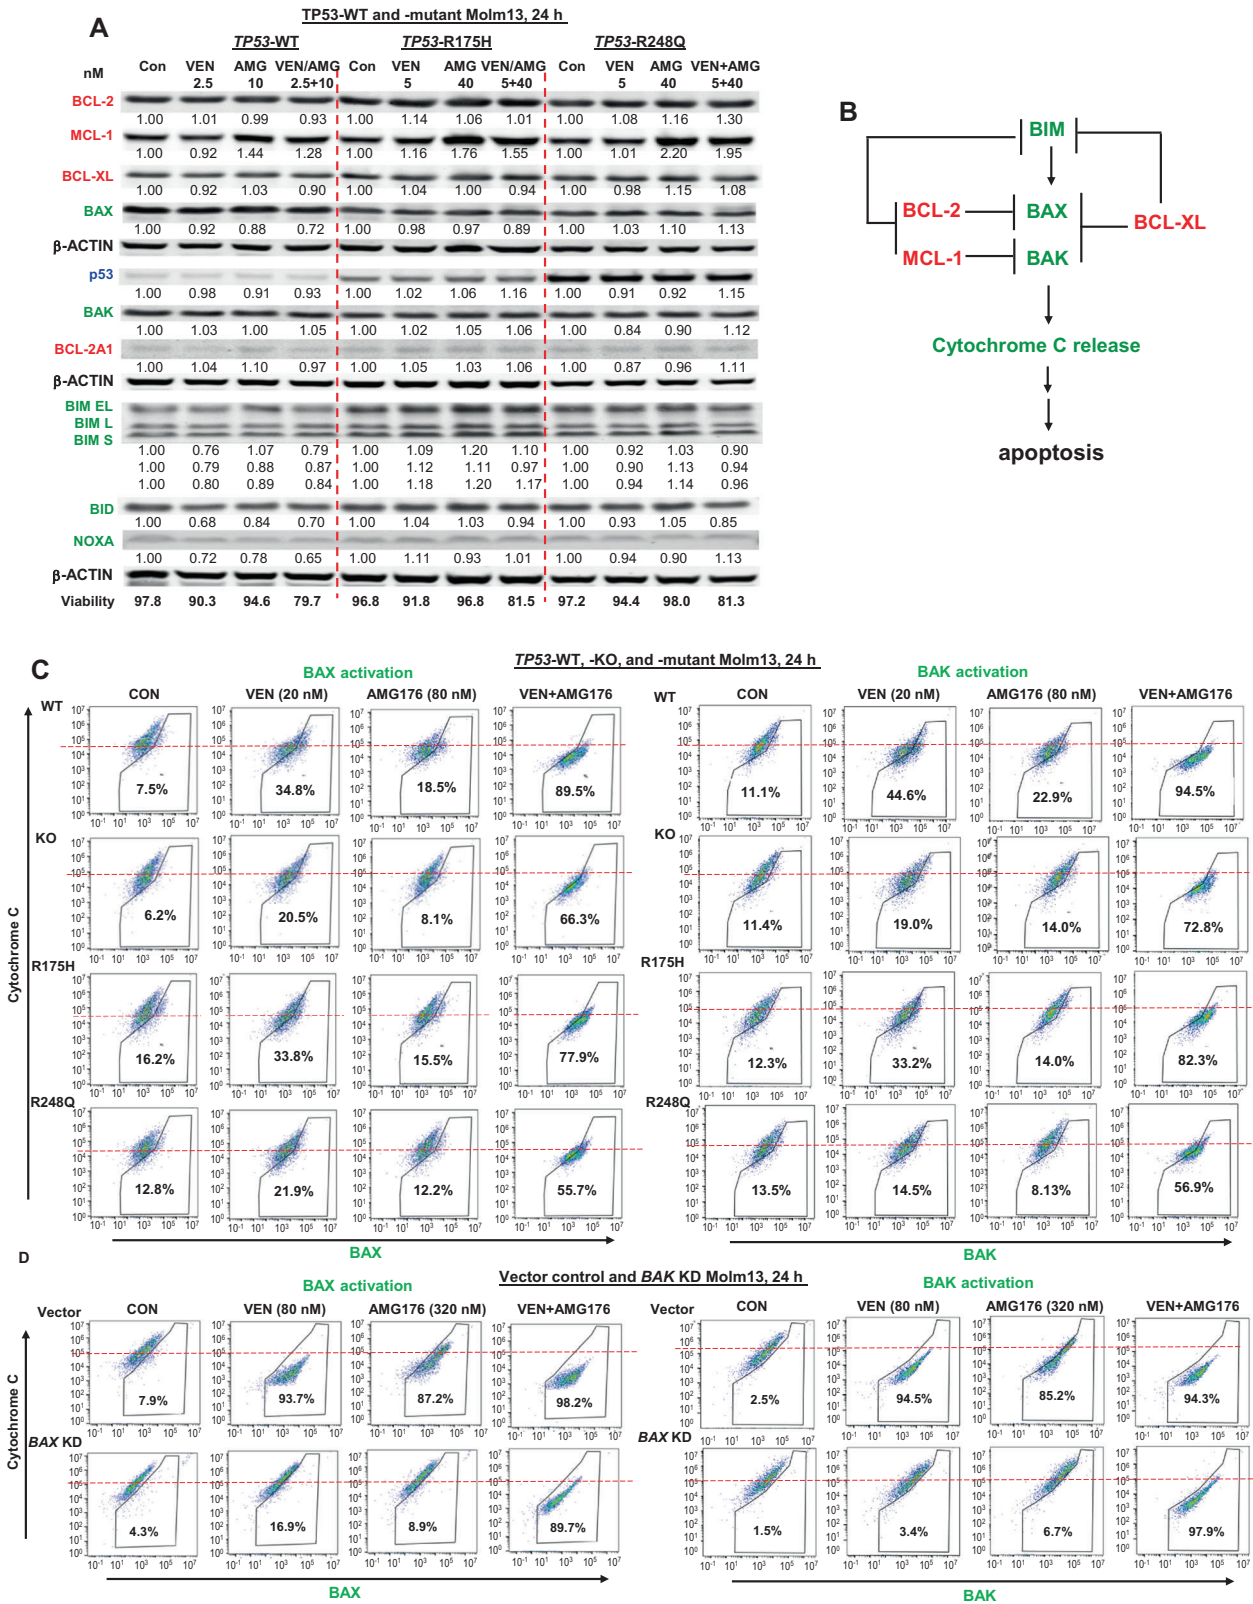 A
TP53-WT and -mutant Molm13, 24 h
TP53-WT TP53-R175H TP53-R248Q
Con VEN AMG VEN/AMG Con VEN AMG VEN/AMG Con VEN AMG VEN+AMG
nM 2.5 10 2.5+10 5 40 5+40 5 40 5+40
BCL-2
1.00 1.01 0.99 0.93 1.00 1.14 1.06 1.01 1.00 1.08 1.16 1.30
MCL-1
1.00 0.92 1.44 1.28 1.00 1.16 1.76 1.55 1.00 1.01 2.20 1.95
BCL-XL
1.00 0.92 1.03 0.90 1.00 1.04 1.00 0.94 1.00 0.98 1.15 1.08
BAX
1.00 0.92 0.88 0.72 1.00 0.98 0.97 0.89 1.00 1.03 1.10 1.13
β-ACTIN
p53
1.00 0.98 0.91 0.93 1.00 1.02 1.06 1.16 1.00 0.91 0.92 1.15
BAK
1.00 1.03 1.00 1.05 1.00 1.02 1.05 1.06 1.00 0.84 0.90 1.12
BCL-2A1
1.00 1.04 1.10 0.97 1.00 1.05 1.03 1.06 1.00 0.87 0.96 1.11
β-ACTIN
BIM EL
BIM L
BIM S
1.00 0.76 1.07 0.79 1.00 1.09 1.20 1.10 1.00 0.92 1.03 0.90
1.00 0.79 0.88 0.87 1.00 1.12 1.11 0.97 1.00 0.90 1.13 0.94
1.00 0.80 0.89 0.84 1.00 1.18 1.20 1.17 1.00 0.94 1.14 0.96
BID
1.00 0.68 0.84 0.70 1.00 1.04 1.03 0.94 1.00 0.93 1.05 0.85
NOXA
1.00 0.72 0.78 0.65 1.00 1.11 0.93 1.01 1.00 0.94 0.90 1.13
β-ACTIN
Viability 97.8 90.3 94.6 79.7 96.8 91.8 96.8 81.5 97.2 94.4 98.0 81.3
B
BIM
BCL-2 BAX
BCL-XL
MCL-1 BAK
Cytochrome C release
apoptosis
C
TP53-WT, -KO, and -mutant Molm13, 24 h
BAX activation BAK activation
CON VEN (20 nM) AMG176 (80 nM) VEN+AMG176 CON VEN (20 nM) AMG176 (80 nM) VEN+AMG176
WT WT
7.5% 34.8% 18.5% 89.5% 11.1% 44.6% 22.9% 94.5%
KO KO
6.2% 20.5% 8.1% 66.3% 11.4% 19.0% 14.0% 72.8%
R175H R175H
16.2% 33.8% 15.5% 77.9% 12.3% 33.2% 14.0% 82.3%
R248Q R248Q
12.8% 21.9% 12.2% 55.7% 13.5% 14.5% 8.13% 56.9%
Cytochrome C
BAX BAK
D
Vector control and BAK KD Molm13, 24 h
BAX activation BAK activation
CON VEN (80 nM) AMG176 (320 nM) VEN+AMG176 CON VEN (80 nM) AMG176 (320 nM) VEN+AMG176
Vector Vector
7.9% 93.7% 87.2% 98.2% 2.5% 94.5% 85.2% 94.3%
BAX KD BAX KD
4.3% 16.9% 8.9% 89.7% 1.5% 3.4% 6.7% 97.9%
Cytochrome C
BAX BAK